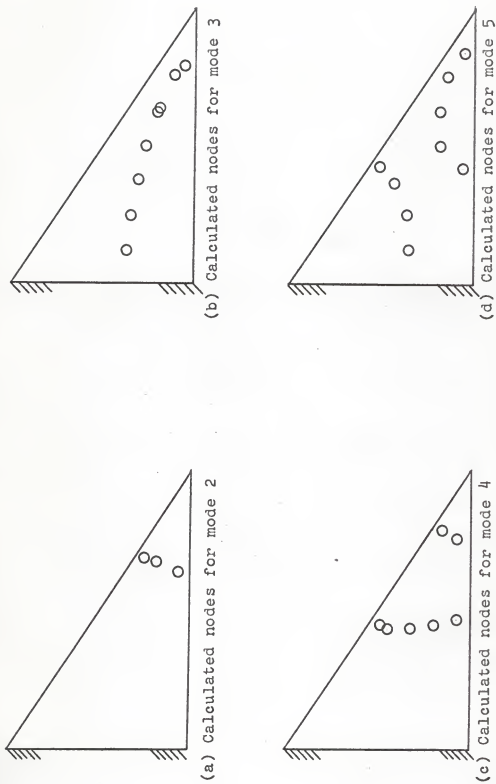 (a) Calculated nodes for mode 2
(b) Calculated nodes for mode 3
(c) Calculated nodes for mode 4
(d) Calculated nodes for mode 5